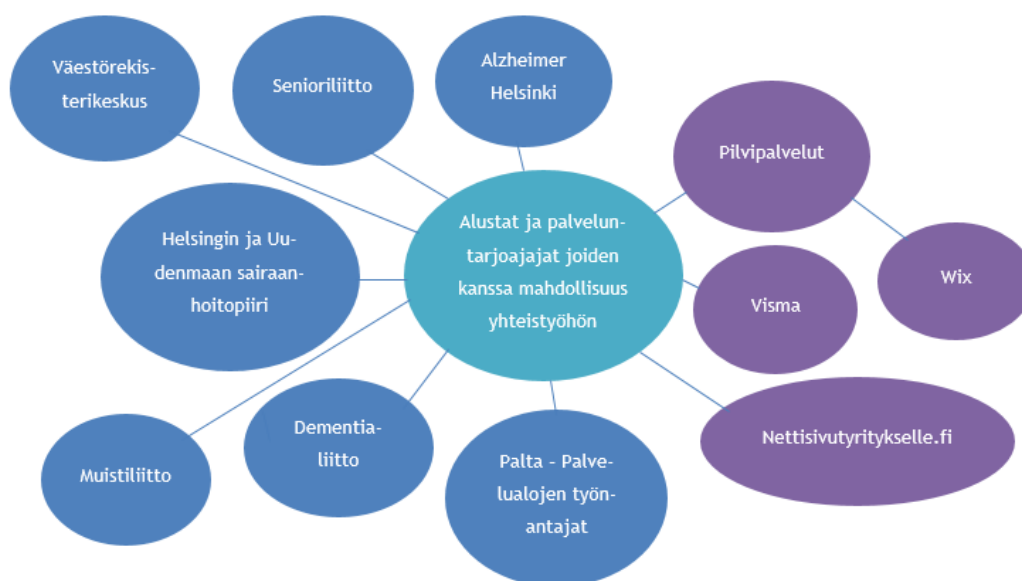 Väestörekis-
terikeskus
Senioriliitto
Alzheimer
Helsinki
Pilvipalvelut
Helsingin ja Uu-
denmaan sairaan-
hoitopiiri
Alustat ja palvelun-
tarjoajajat joiden
kanssa mahdollisuus
yhteistyöhön
Wix
Visma
Muistiliitto
Dementia-
liitto
Palta - Palve-
lualojen työn-
antajat
Nettisivutyritykselle.fi